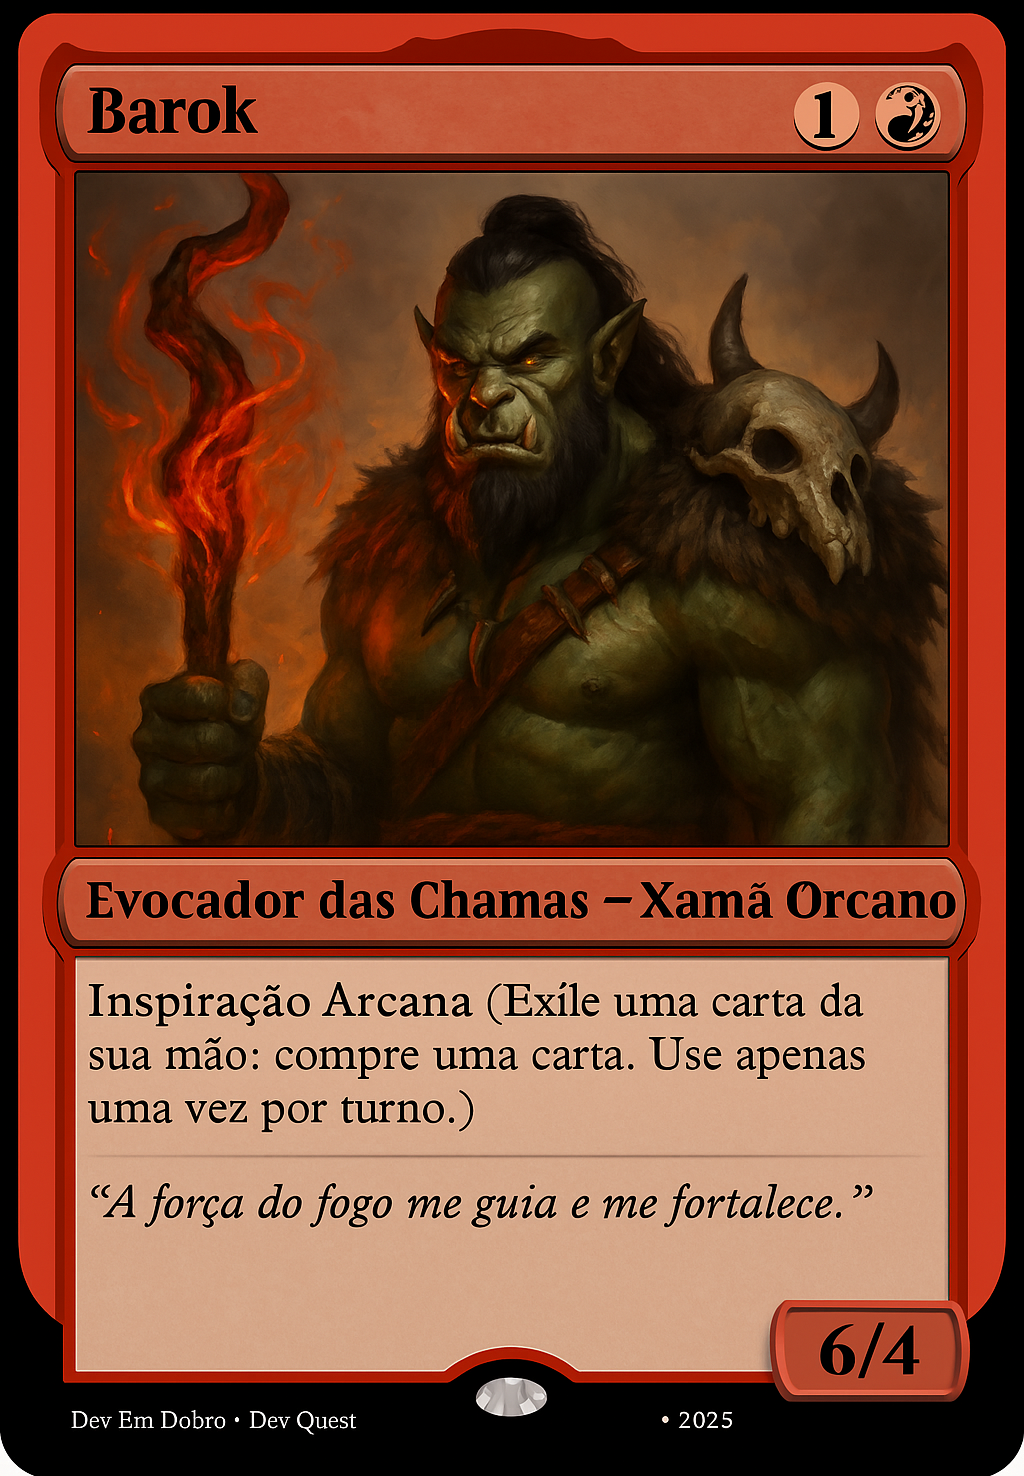 Barok 1
Evocador das Chamas – Xamã Orcano
Inspiração Arcana (Exíle uma carta da
sua mão: compre uma carta. Use apenas
uma vez por turno.)
“A força do fogo me guia e me fortalece.”
6/4
Dev Em Dobro • Dev Quest • 2025